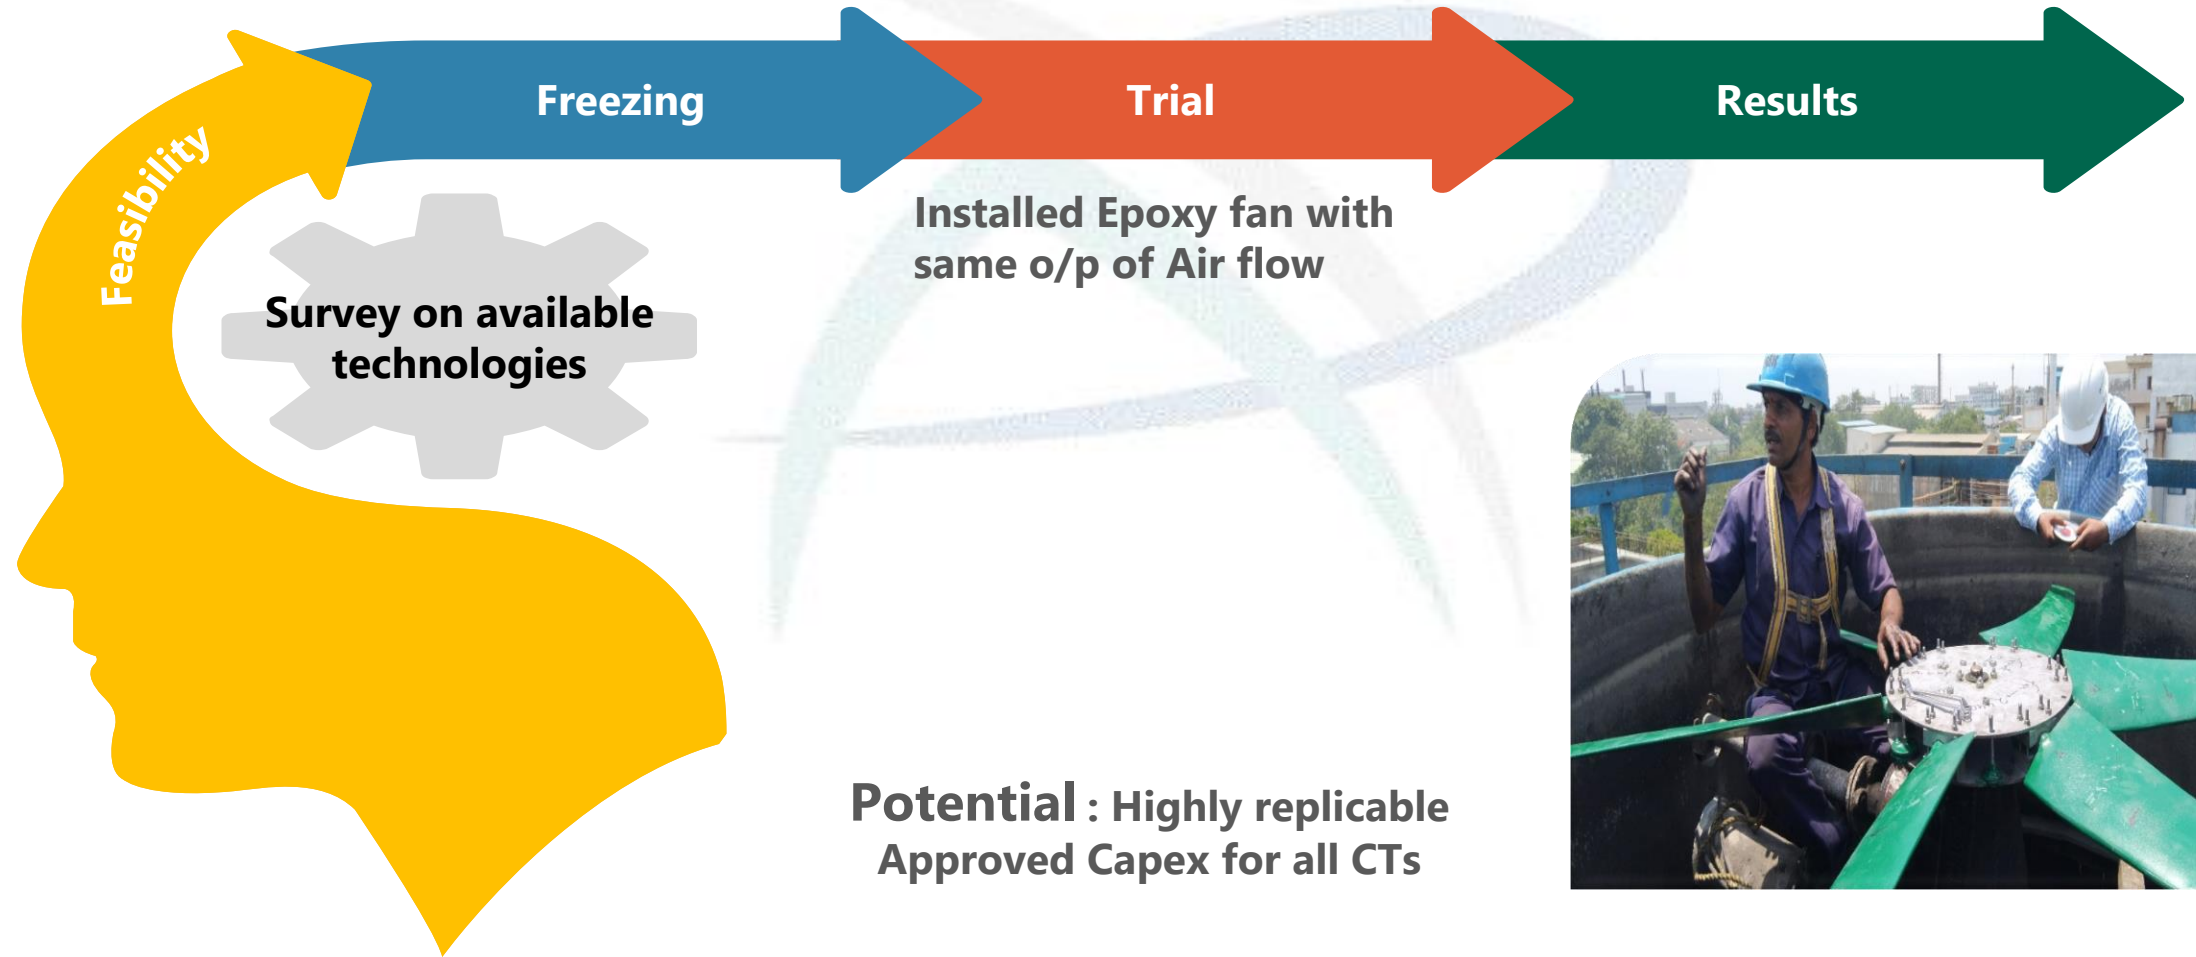 Feasibility
Freezing
Trial
Results
Survey on available
technologies
Installed Epoxy fan with
same o/p of Air flow
Potential : Highly replicable
Approved Capex for all CTs